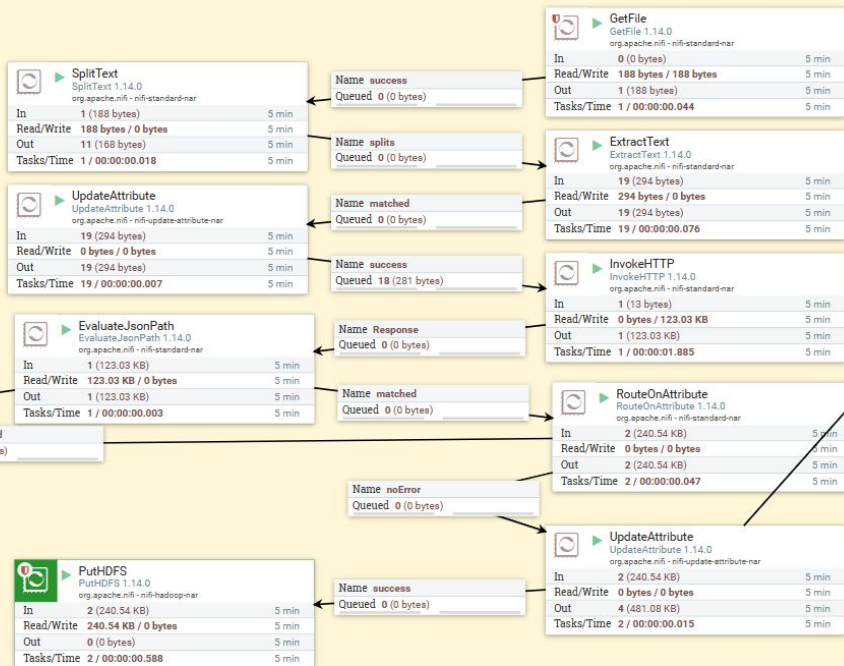 GetFile
GetFile 1.14.0
org.apache.nifi - nifi-standard-nar
In 0 (0 bytes) 5 min
Read/Write 188 bytes / 188 bytes 5 min
Out 1 (188 bytes) 5 min
Tasks/Time 1 / 00:00:00.044 5 min
Name success
Queued 0 (0 bytes)
SplitText
SplitText 1.14.0
org.apache.nifi - nifi-standard-nar
In 1 (188 bytes) 5 min
Read/Write 188 bytes / 0 bytes 5 min
Out 11 (168 bytes) 5 min
Tasks/Time 1 / 00:00:00.018 5 min
Name splits
Queued 0 (0 bytes)
ExtractText
ExtractText 1.14.0
org.apache.nifi - nifi-standard-nar
In 19 (294 bytes) 5 min
Read/Write 294 bytes / 0 bytes 5 min
Out 19 (294 bytes) 5 min
Tasks/Time 19 / 00:00:00.076 5 min
Name matched
Queued 0 (0 bytes)
UpdateAttribute
UpdateAttribute 1.14.0
org.apache.nifi - nifi-update-attribute-nar
In 19 (294 bytes) 5 min
Read/Write 0 bytes / 0 bytes 5 min
Out 19 (294 bytes) 5 min
Tasks/Time 19 / 00:00:00.007 5 min
Name success
Queued 18 (281 bytes)
InvokeHTTP
InvokeHTTP 1.14.0
org.apache.nifi - nifi-standard-nar
In 1 (13 bytes) 5 min
Read/Write 0 bytes / 123.03 KB 5 min
Out 1 (123.03 KB) 5 min
Tasks/Time 1 / 00:00:01.885 5 min
Name Response
Queued 0 (0 bytes)
EvaluateJsonPath
EvaluateJsonPath 1.14.0
org.apache.nifi - nifi-standard-nar
In 1 (123.03 KB) 5 min
Read/Write 123.03 KB / 0 bytes 5 min
Out 1 (123.03 KB) 5 min
Tasks/Time 1 / 00:00:00.003 5 min
Name matched
Queued 0 (0 bytes)
RouteOnAttribute
RouteOnAttribute 1.14.0
org.apache.nifi - nifi-standard-nar
In 2 (240.54 KB) 5 min
Read/Write 0 bytes / 0 bytes 5 min
Out 2 (240.54 KB) 5 min
Tasks/Time 2 / 00:00:00.047 5 min
Name noError
Queued 0 (0 bytes)
UpdateAttribute
UpdateAttribute 1.14.0
org.apache.nifi - nifi-update-attribute-nar
In 2 (240.54 KB) 5 min
Read/Write 0 bytes / 0 bytes 5 min
Out 4 (481.08 KB) 5 min
Tasks/Time 2 / 00:00:00.015 5 min
Name success
Queued 0 (0 bytes)
PutHDFS
PutHDFS 1.14.0
org.apache.nifi - nifi-hadoop-nar
In 2 (240.54 KB) 5 min
Read/Write 240.54 KB / 0 bytes 5 min
Out 0 (0 bytes) 5 min
Tasks/Time 2 / 00:00:00.588 5 min